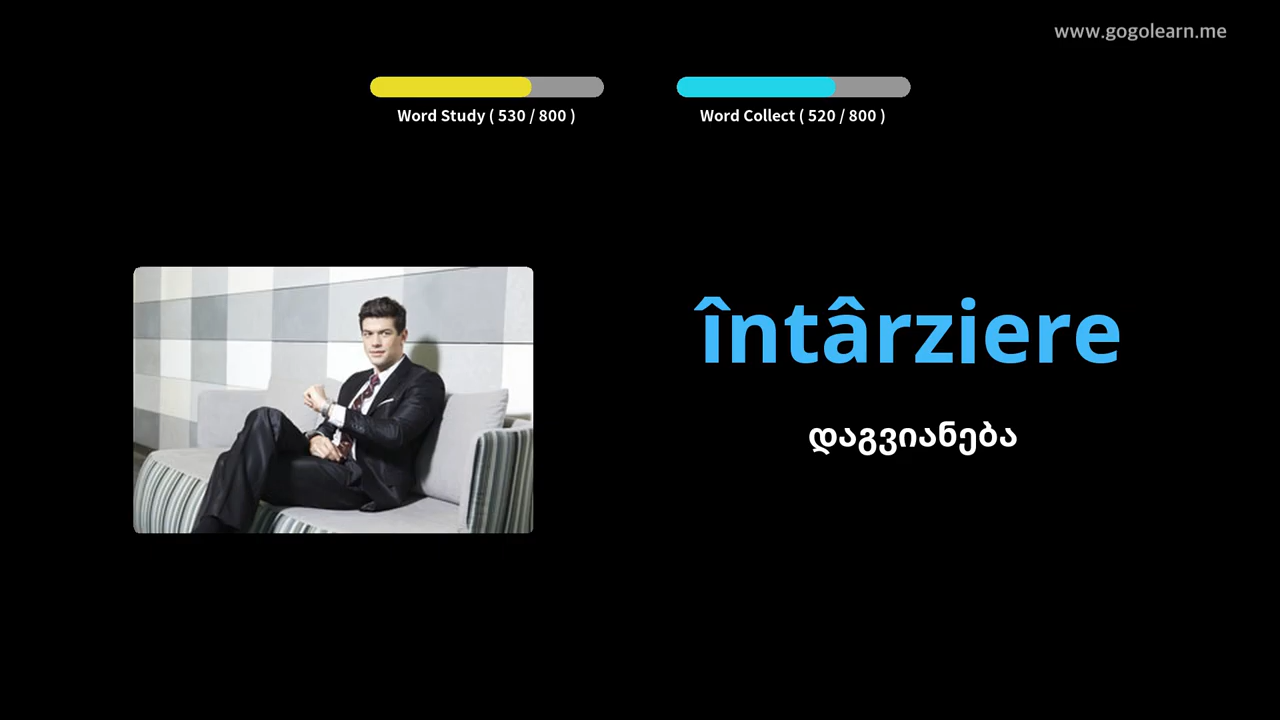 www.gogolearn.me
Word Study ( 530 / 800 )
Word Collect ( 520 / 800 )
întârziere
დაგვიანება